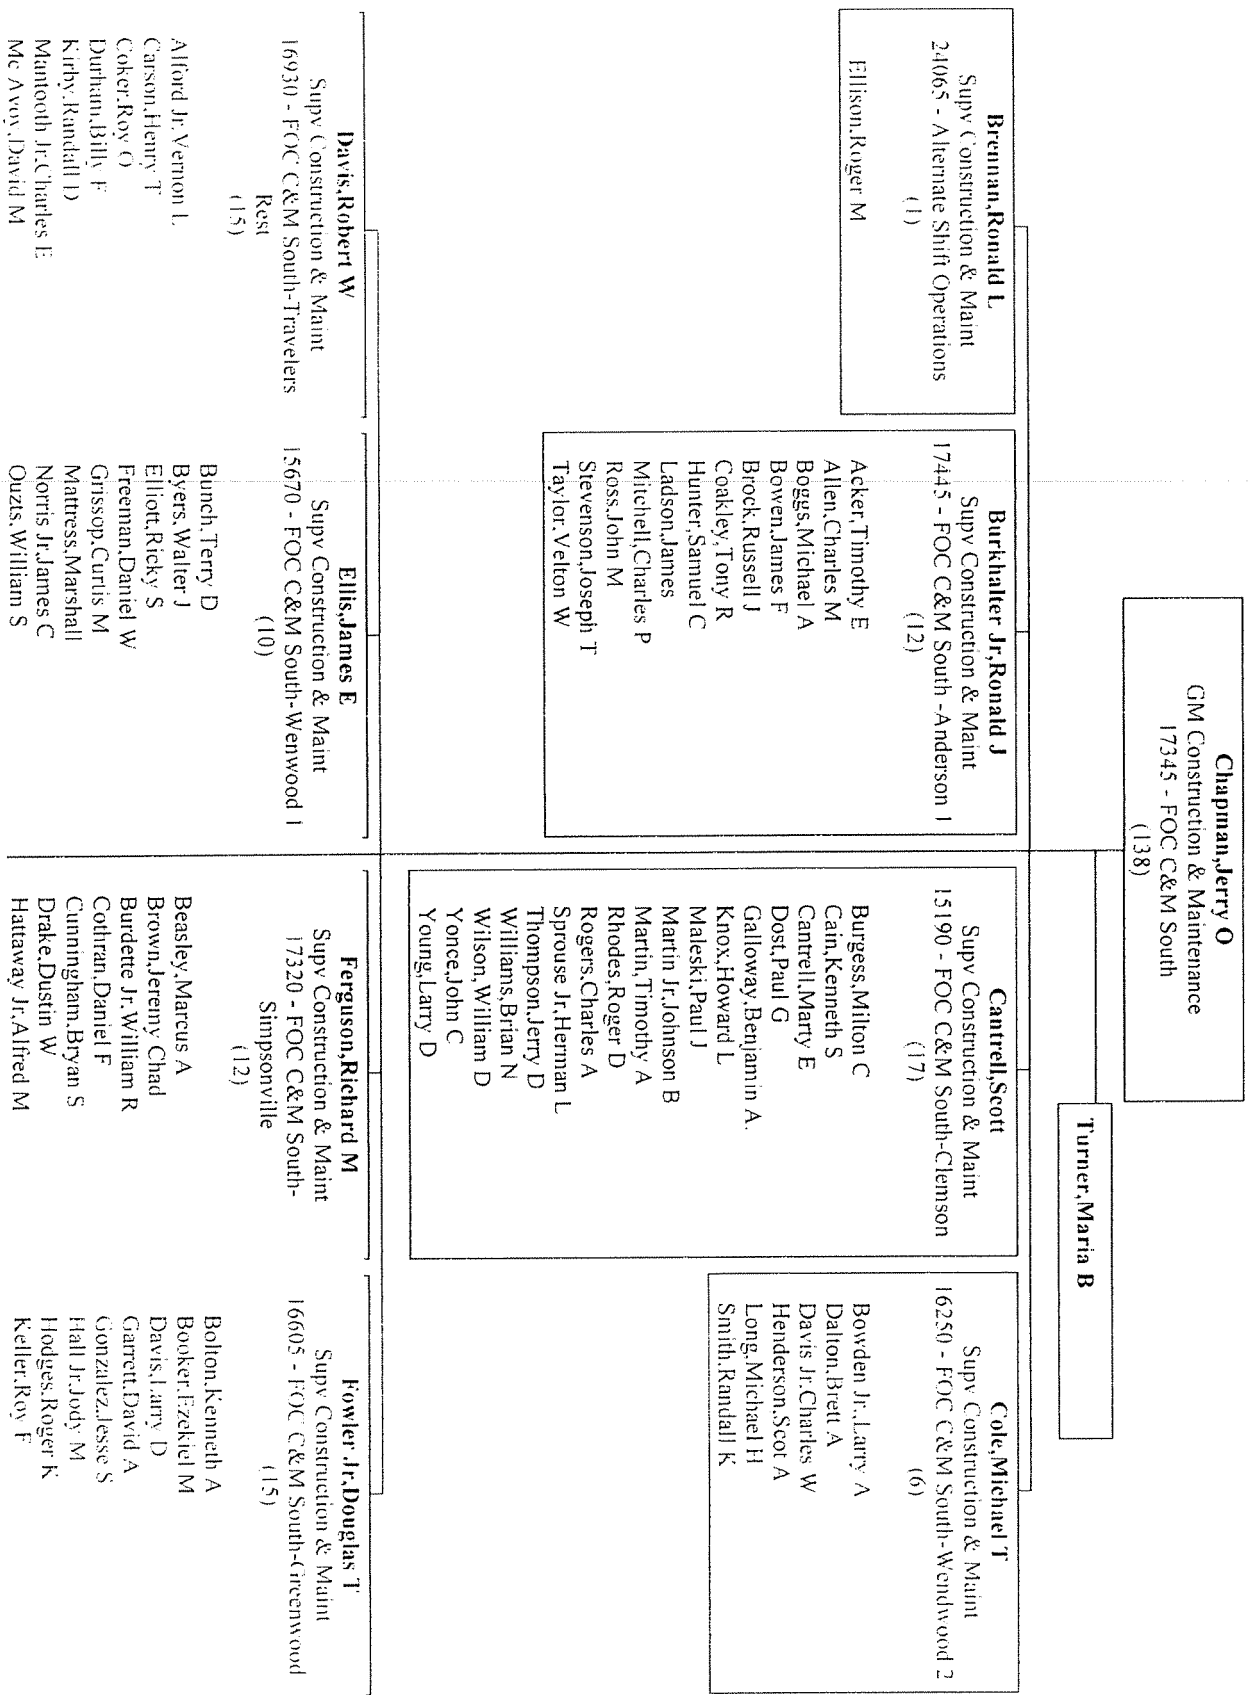 Chapman,Jerry O
GM Construction & Maintenance
17345 - FOC C&M South
(138)
Turner,Maria B
Brennan,Ronald L
Supv Construction & Maint
24065 - Alternate Shift Operations
(1)
Ellison,Roger M
Burkhalter Jr,Ronald J
Supv Construction & Maint
17445 - FOC C&M South -Anderson 1
(12)
Acker,Timothy E
Allen,Charles M
Boggs,Michael A
Bowen,James F
Brock,Russell J
Coakley,Tony R
Hunter,Samuel C
Ladson,James
Mitchell,Charles P
Ross,John M
Stevenson,Joseph T
Taylor,Velton W
Cantrell,Scott
Supv Construction & Maint
15190 - FOC C&M South-Clemson
(17)
Burgess,Milton C
Cain,Kenneth S
Cantrell,Marty E
Dost,Paul G
Galloway,Benjamin A.
Knox,Howard L
Maleski,Paul J
Martin Jr,Johnson B
Martin,Timothy A
Rhodes,Roger D
Rogers,Charles A
Sprouse Jr,Herman L
Thompson,Jerry D
Williams,Brian N
Wilson,William D
Yonce,John C
Young,Larry D
Cole,Michael T
Supv Construction & Maint
16250 - FOC C&M South-Wendwood 2
(6)
Bowden Jr.,Larry A
Dalton,Brett A
Davis Jr,Charles W
Henderson,Scot A
Long,Michael H
Smith,Randall K
Davis,Robert W
Supv Construction & Maint
16930 - FOC C&M South-Travelers
Rest
(15)
Alford Jr,Vernon L
Carson,Henry T
Coker,Roy O
Durham,Billy F
Kirby,Randall D
Mantooth Jr,Charles E
Mc Avoy,David M
Ellis,James E
Supv Construction & Maint
15670 - FOC C&M South-Wenwood 1
(10)
Bunch,Terry D
Byers,Walter J
Elliott,Ricky S
Freeman,Daniel W
Grissop,Curtis M
Mattress,Marshall
Norris Jr,James C
Ouzts,William S
Ferguson,Richard M
Supv Construction & Maint
17320 - FOC C&M South-
Simpsonville
(12)
Beasley,Marcus A
Brown,Jeremy Chad
Burdette Jr,William R
Cothran,Daniel F
Cunningham,Bryan S
Drake,Dustin W
Hattaway Jr,Alfred M
Fowler Jr,Douglas T
Supv Construction & Maint
16605 - FOC C&M South-Greenwood
(15)
Bolton,Kenneth A
Booker,Ezekiel M
Davis,Larry D
Garrett,David A
Gonzalez,Jesse S
Hall Jr,Jody M
Hodges,Roger K
Keller,Roy F